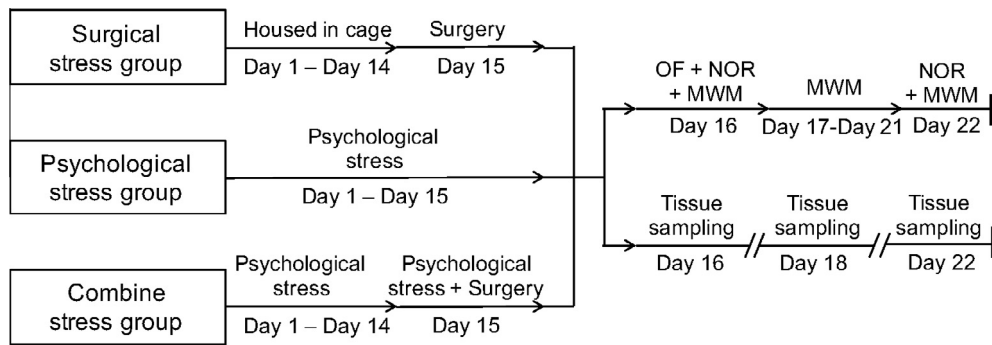 Surgical
stress group
Housed in cage
Day 1 – Day 14
Surgery
Day 15
Psychological
stress group
Psychological
stress
Day 1 – Day 15
Combine
stress group
Psychological
stress
Day 1 – Day 14
Psychological
stress + Surgery
Day 15
OF + NOR
+ MWM
Day 16
MWM
Day 17-Day 21
NOR
+ MWM
Day 22
Tissue
sampling
Day 16
Tissue
sampling
Day 18
Tissue
sampling
Day 22